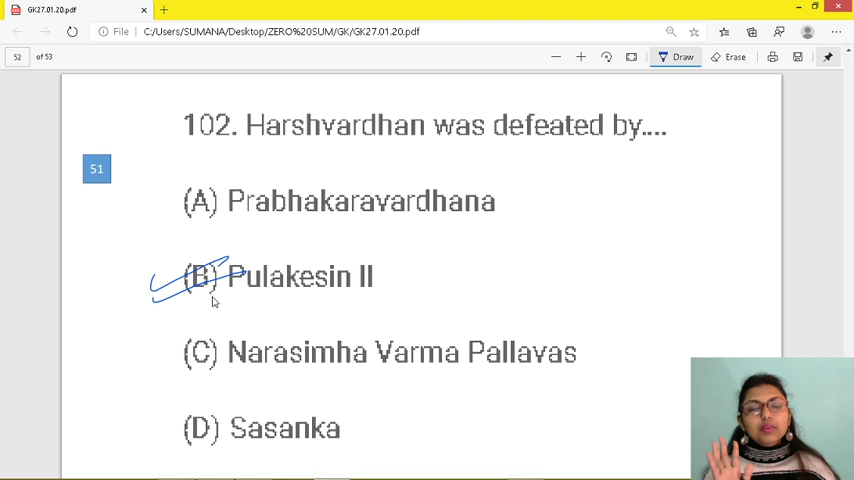 GK27.01.20.pdf
File
C:/Users/SUMANA/Desktop/ZERO%20SUM/GK/GK27.01.20.pdf
52 of 53
Draw
Erase
102. Harshvardhan was defeated by....
51
(A) Prabhakaravardhana
(B) Pulakesin II
(C) Narasimha Varma Pallavas
(D) Sasanka